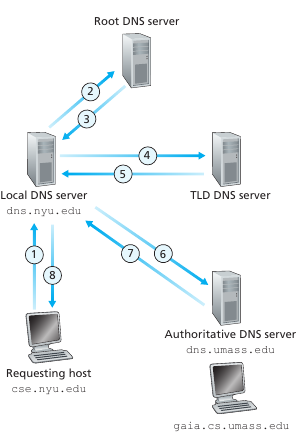 Root DNS server
2
3
4
5
Local DNS server
dns.nyu.edu
TLD DNS server
1
8
7
6
Requesting host
cse.nyu.edu
Authoritative DNS server
dns.umass.edu
gaia.cs.umass.edu